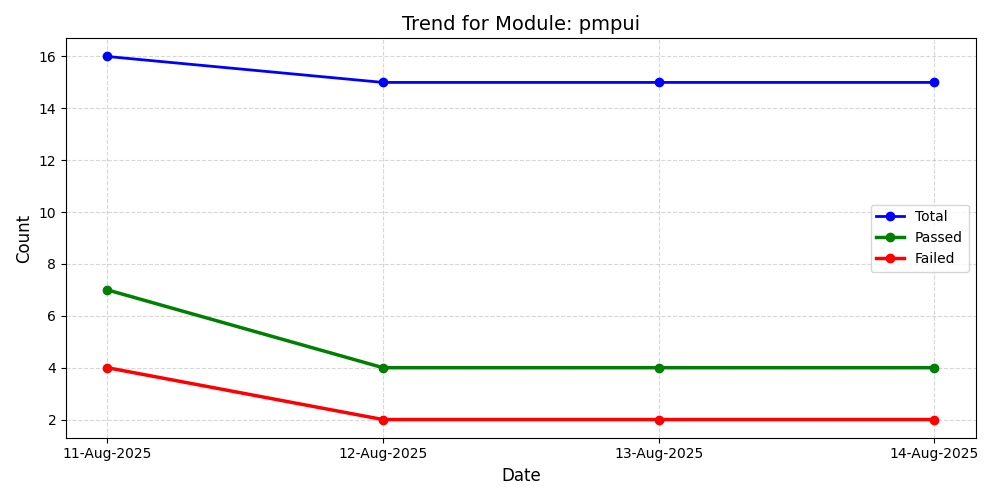 Trend for Module: pmpui
Count
16
14
12
10
8
6
4
2
Total
Passed
Failed
11-Aug-2025
12-Aug-2025
13-Aug-2025
14-Aug-2025
Date